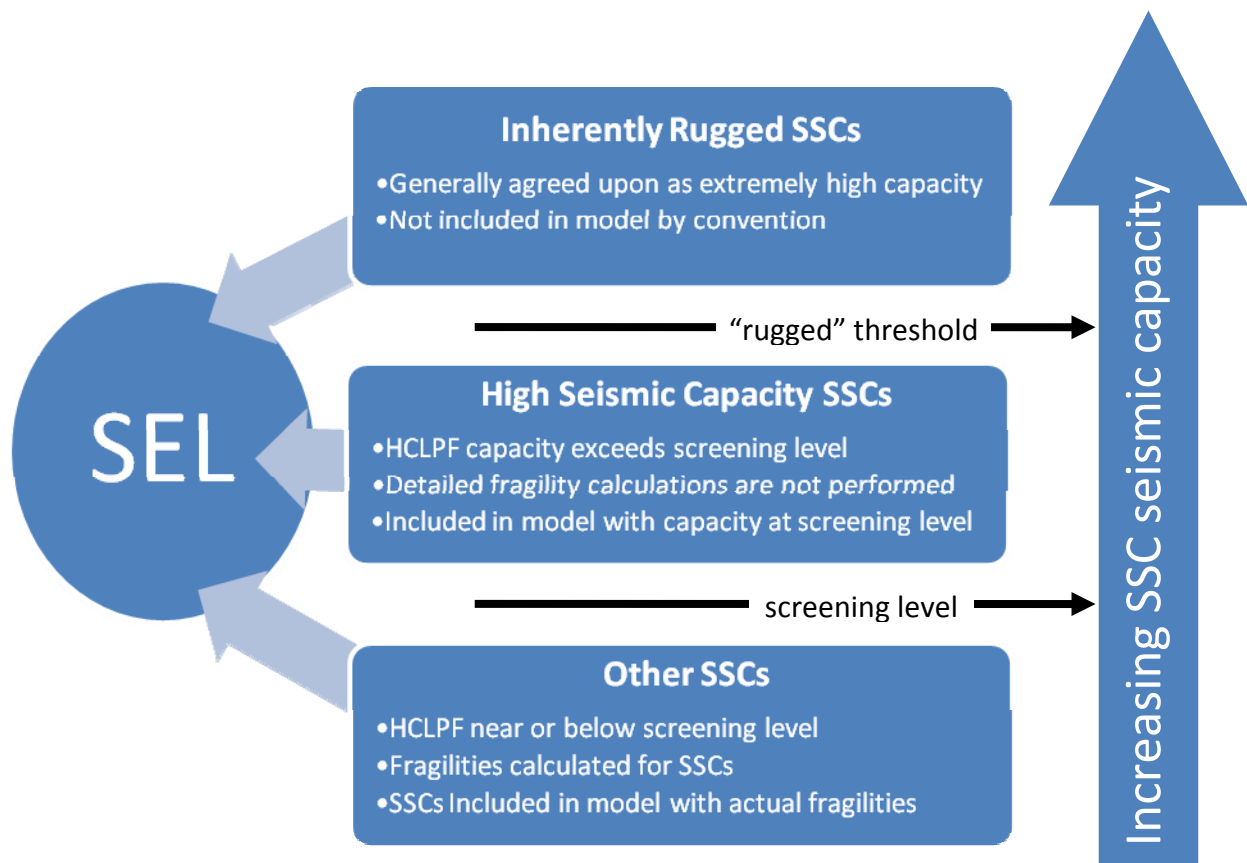 Inherently Rugged SSCs
•Generally agreed upon as extremely high capacity
•Not included in model by convention
“rugged” threshold
High Seismic Capacity SSCs
•HCLPF capacity exceeds screening level
•Detailed fragility calculations are not performed
•Included in model with capacity at screening level
SEL
screening level
Other SSCs
•HCLPF near or below screening level
•Fragilities calculated for SSCs
•SSCs Included in model with actual fragilities
Increasing SSC seismic capacity